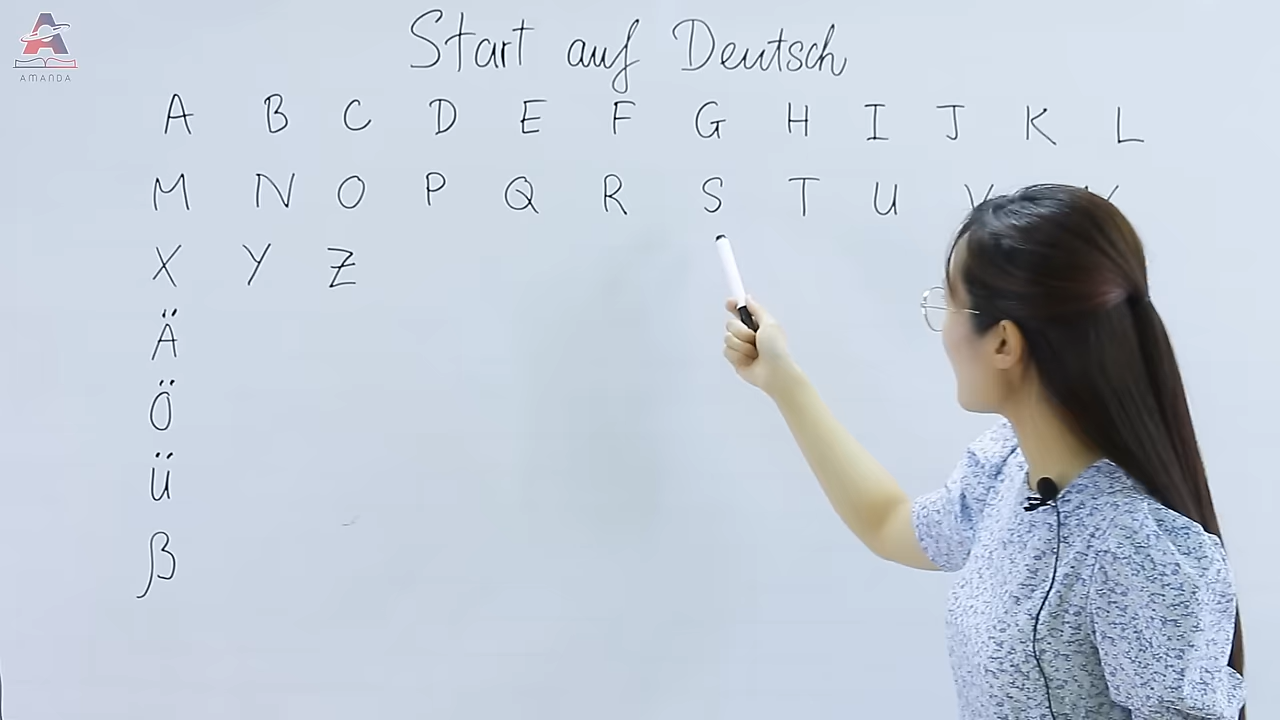 AMANDA
Start auf Deutsch
A B C D E F G H I J K L
M N O P Q R S T U V
X Y Z
Ä
Ö
Ü
ß